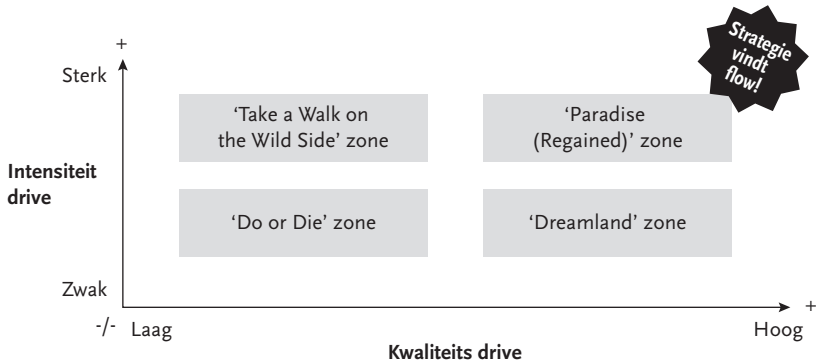 Strategie
vindt
flow!
+
Sterk
‘Take a Walk on
the Wild Side’ zone
‘Paradise
(Regained)’ zone
Intensiteit
drive
‘Do or Die’ zone
‘Dreamland’ zone
Zwak
+
-/-
Laag
Hoog
Kwaliteits drive